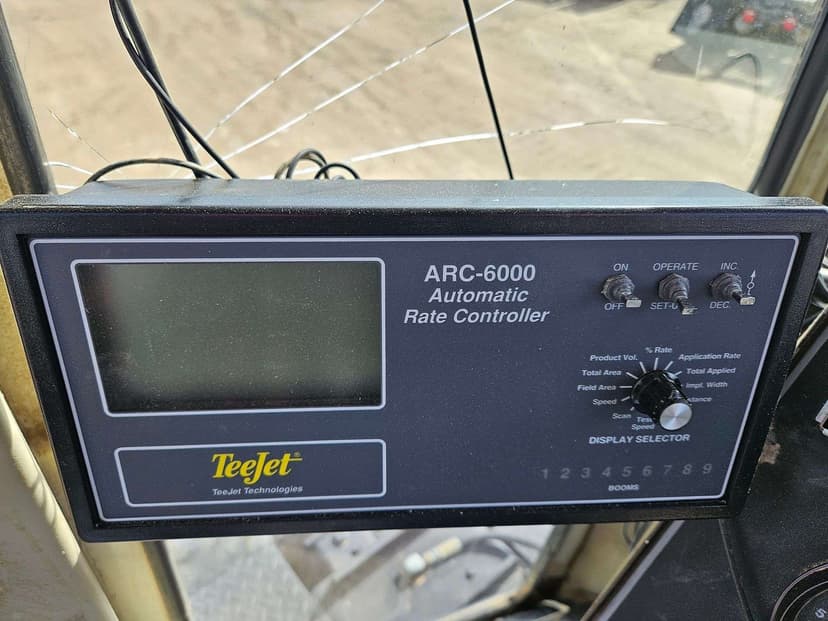 ARC-6000
Automatic
Rate Controller
ON
OPERATE
INC.
OFF
SET-U
DEC.
% Rate
Product Vol.
Application Rate
Total Area
Total Applied
Field Area
Impl. Width
Speed
stance
Scan
Test
Speed
DISPLAY SELECTOR
TeeJet®
TeeJet Technologies
1 2 3 4 5 6 7 8 9
BOOMS
5